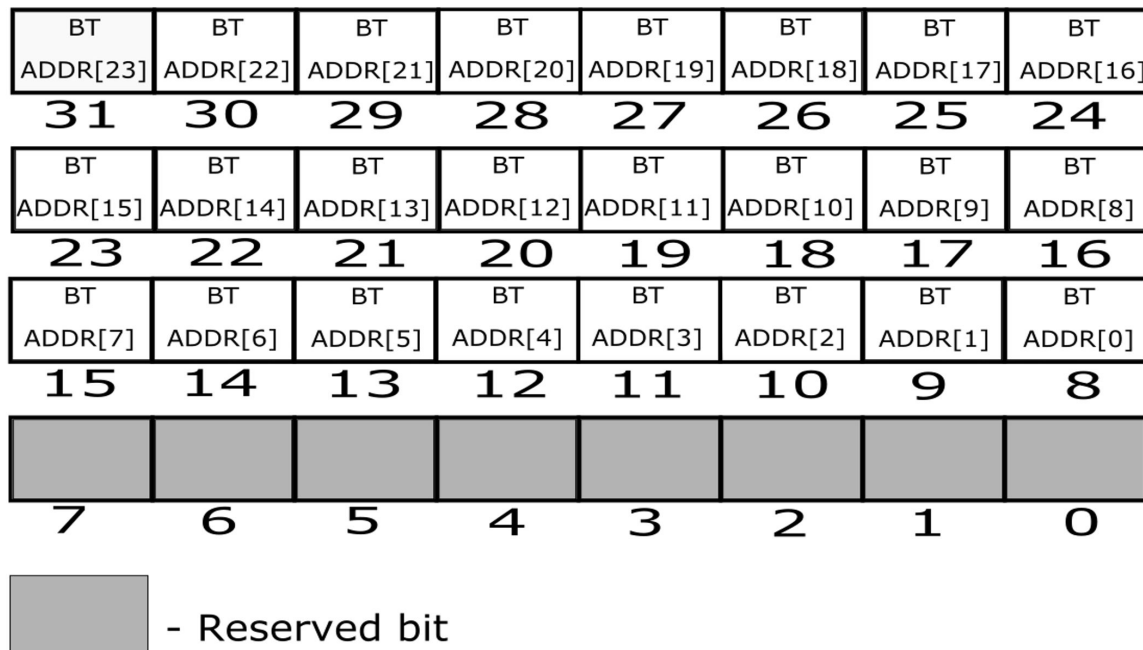 BT BT BT BT BT BT BT BT
ADDR[23] ADDR[22] ADDR[21] ADDR[20] ADDR[19] ADDR[18] ADDR[17] ADDR[16]
31 30 29 28 27 26 25 24
BT BT BT BT BT BT BT BT
ADDR[15] ADDR[14] ADDR[13] ADDR[12] ADDR[11] ADDR[10] ADDR[9] ADDR[8]
23 22 21 20 19 18 17 16
BT BT BT BT BT BT BT BT
ADDR[7] ADDR[6] ADDR[5] ADDR[4] ADDR[3] ADDR[2] ADDR[1] ADDR[0]
15 14 13 12 11 10 9 8
7 6 5 4 3 2 1 0
- Reserved bit